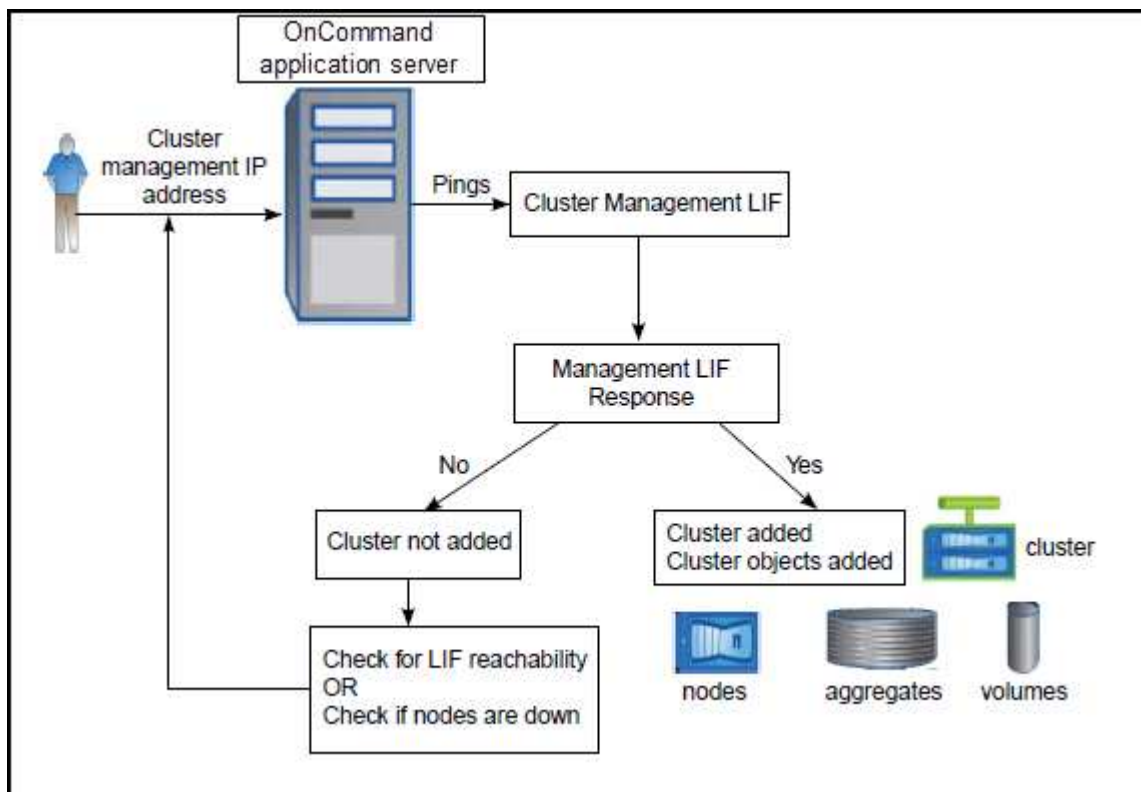 OnCommand
application server
Cluster
management IP
address
Pings
Cluster Management LIF
Management LIF
Response
No
Yes
Cluster not added
Cluster added
Cluster objects added
cluster
Check for LIF reachability
OR
Check if nodes are down
nodes
aggregates
volumes